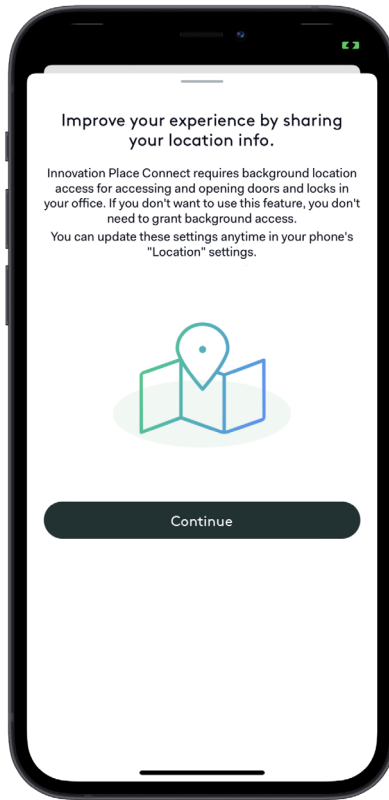 Improve your experience by sharing
your location info.
Innovation Place Connect requires background location
access for accessing and opening doors and locks in
your office. If you don't want to use this feature, you don't
need to grant background access.
You can update these settings anytime in your phone's
"Location" settings.
Continue